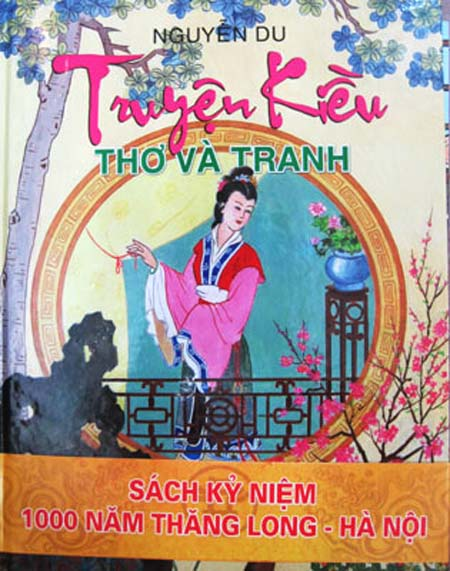 NGUYỄN DU
Truyện Kiều
THƠ VÀ TRANH
SÁCH KỶ NIỆM
1000 NĂM THĂNG LONG - HÀ NỘI